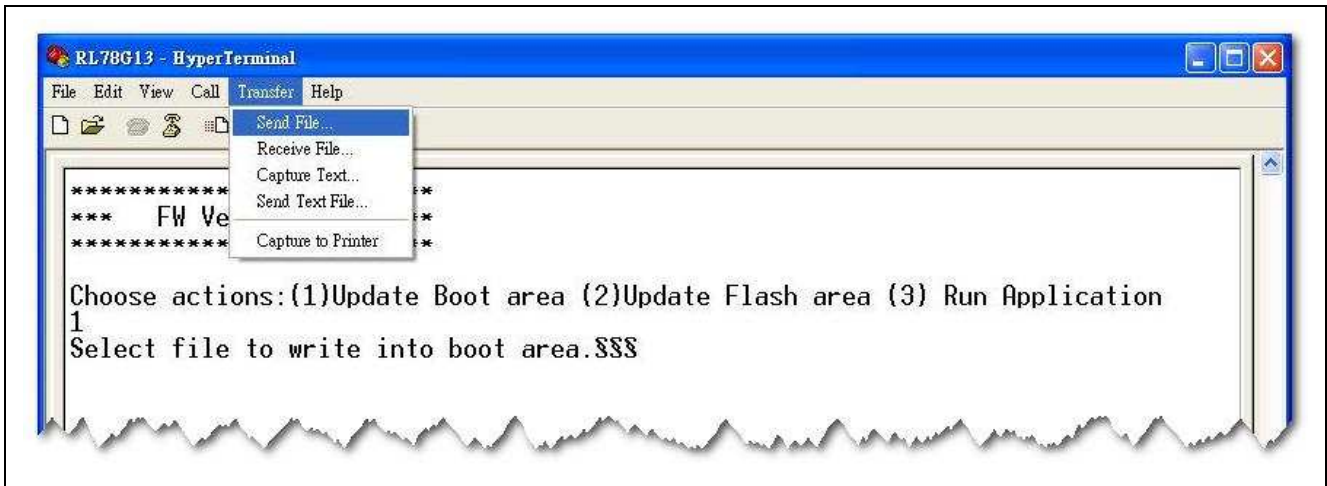 RL78G13 - HyperTerminal
File Edit View Call Transfer Help
Send File...
Receive File...
Capture Text...
Send Text File...
Capture to Printer
*********** **
*** FW Ve **
*********** **
Choose actions:(1)Update Boot area (2)Update Flash area (3) Run Application
1
Select file to write into boot area.§§§